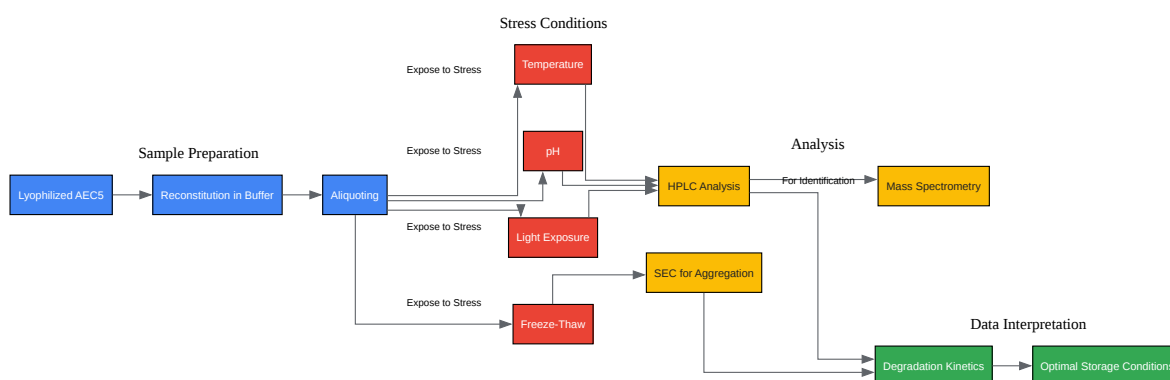 Stress Conditions
Temperature
Expose to Stress
pH
Expose to Stress
Analysis
Sample Preparation
Lyophilized AEC5
Reconstitution in Buffer
Aliquoting
HPLC Analysis
For Identification
Mass Spectrometry
Expose to Stress
Light Exposure
SEC for Aggregation
Expose to Stress
Freeze-Thaw
Data Interpretation
Degradation Kinetics
Optimal Storage Conditions